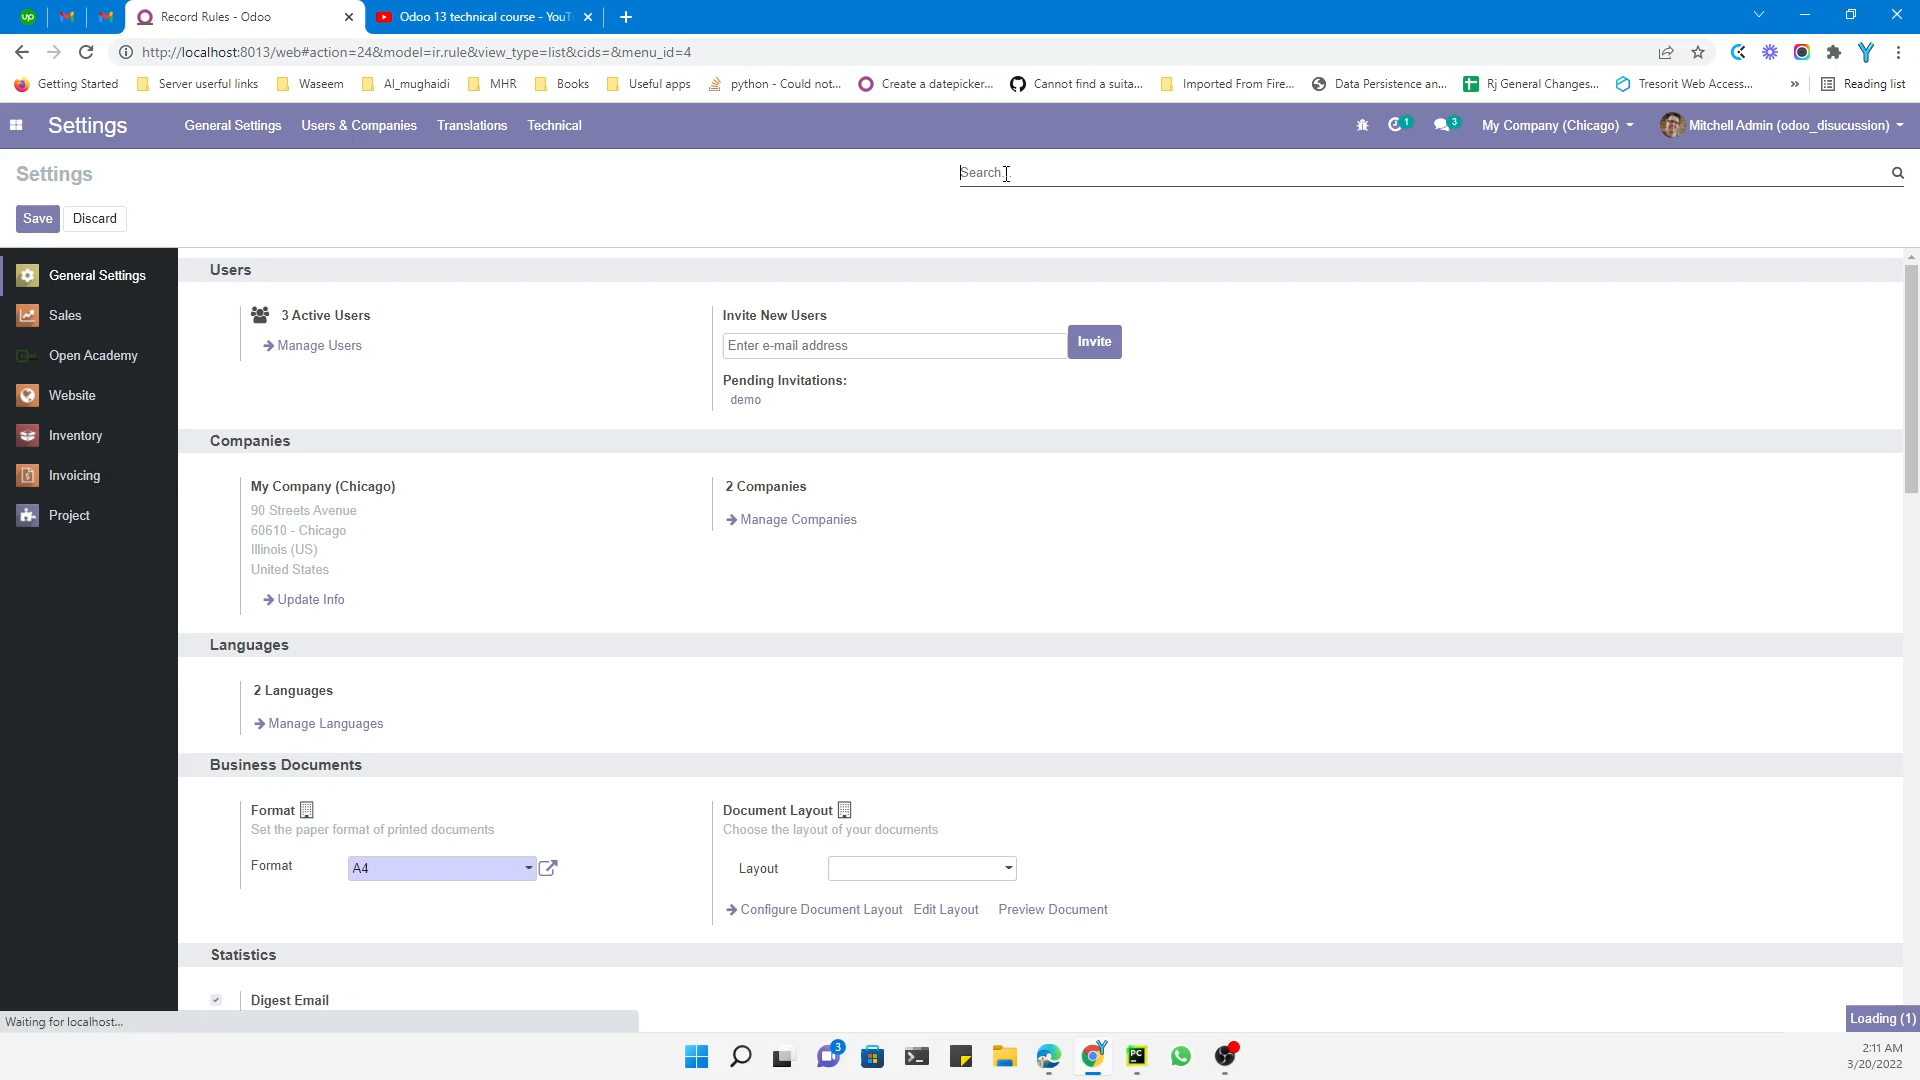 Record Rules - Odoo
Odoo 13 technical course - YouT
http://localhost:8013/web#action=24&model=ir.rule&view_type=list&cids=&menu_id=4
Getting Started
Server userful links
Waseem
Al_mughaidi
MHR
Books
Useful apps
python - Could not...
Create a datepicker...
Cannot find a suita...
Imported From Fire...
Data Persistence an...
Rj General Changes...
Tresorit Web Access...
»
Reading list
Settings
General Settings
Users & Companies
Translations
Technical
1
3
My Company (Chicago)
Mitchell Admin (odoo_disucussion)
Settings
Search...
Save
Discard
General Settings
Sales
Open Academy
Website
Inventory
Invoicing
Project
Users
3 Active Users
Manage Users
Invite New Users
Enter e-mail address
Invite
Pending Invitations:
demo
Companies
My Company (Chicago)
90 Streets Avenue
60610 - Chicago
Illinois (US)
United States
Update Info
2 Companies
Manage Companies
Languages
2 Languages
Manage Languages
Business Documents
Format
Set the paper format of printed documents
Format
A4
Document Layout
Choose the layout of your documents
Layout
Configure Document Layout
Edit Layout
Preview Document
Statistics
Digest Email
Waiting for localhost...
Loading (1)
3
PC
2:11 AM
3/20/2022